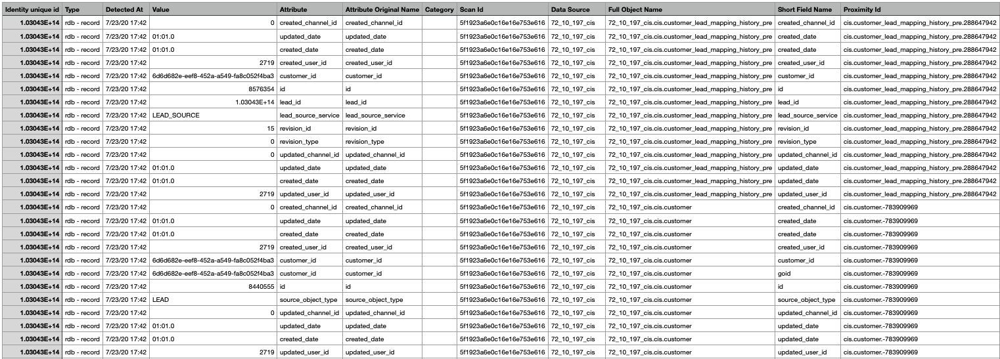 Identity unique id Type Detected At Value Attribute Attribute Original Name Category Scan Id Data Source Full Object Name Short Field Name Proximity Id
1.03043E+14 rdb - record 7/23/20 17:42 0 created_channel_id created_channel_id 5f1923a6e0c16e16e753e616 72_10_197_cis 72_10_197_cis.cis.customer_lead_mapping_history_pre created_channel_id cis.customer_lead_mapping_history_pre.288647942
1.03043E+14 rdb - record 7/23/20 17:42 01:01.0 updated_date updated_date 5f1923a6e0c16e16e753e616 72_10_197_cis 72_10_197_cis.cis.customer_lead_mapping_history_pre created_date cis.customer_lead_mapping_history_pre.288647942
1.03043E+14 rdb - record 7/23/20 17:42 01:01.0 created_date created_date 5f1923a6e0c16e16e753e616 72_10_197_cis 72_10_197_cis.cis.customer_lead_mapping_history_pre created_date cis.customer_lead_mapping_history_pre.288647942
1.03043E+14 rdb - record 7/23/20 17:42 2719 created_user_id created_user_id 5f1923a6e0c16e16e753e616 72_10_197_cis 72_10_197_cis.cis.customer_lead_mapping_history_pre created_user_id cis.customer_lead_mapping_history_pre.288647942
1.03043E+14 rdb - record 7/23/20 17:42 6d6d682e-eef8-452a-a549-fa8c052f4ba3 customer_id customer_id 5f1923a6e0c16e16e753e616 72_10_197_cis 72_10_197_cis.cis.customer_lead_mapping_history_pre customer_id cis.customer_lead_mapping_history_pre.288647942
1.03043E+14 rdb - record 7/23/20 17:42 8576354 id id 5f1923a6e0c16e16e753e616 72_10_197_cis 72_10_197_cis.cis.customer_lead_mapping_history_pre id cis.customer_lead_mapping_history_pre.288647942
1.03043E+14 rdb - record 7/23/20 17:42 1.03043E+14 lead_id lead_id 5f1923a6e0c16e16e753e616 72_10_197_cis 72_10_197_cis.cis.customer_lead_mapping_history_pre lead_id cis.customer_lead_mapping_history_pre.288647942
1.03043E+14 rdb - record 7/23/20 17:42 LEAD_SOURCE lead_source_service lead_source_service 5f1923a6e0c16e16e753e616 72_10_197_cis 72_10_197_cis.cis.customer_lead_mapping_history_pre lead_source_service cis.customer_lead_mapping_history_pre.288647942
1.03043E+14 rdb - record 7/23/20 17:42 15 revision_id revision_id 5f1923a6e0c16e16e753e616 72_10_197_cis 72_10_197_cis.cis.customer_lead_mapping_history_pre revision_id cis.customer_lead_mapping_history_pre.288647942
1.03043E+14 rdb - record 7/23/20 17:42 0 revision_type revision_type 5f1923a6e0c16e16e753e616 72_10_197_cis 72_10_197_cis.cis.customer_lead_mapping_history_pre revision_type cis.customer_lead_mapping_history_pre.288647942
1.03043E+14 rdb - record 7/23/20 17:42 0 updated_channel_id updated_channel_id 5f1923a6e0c16e16e753e616 72_10_197_cis 72_10_197_cis.cis.customer_lead_mapping_history_pre updated_channel_id cis.customer_lead_mapping_history_pre.288647942
1.03043E+14 rdb - record 7/23/20 17:42 01:01.0 updated_date updated_date 5f1923a6e0c16e16e753e616 72_10_197_cis 72_10_197_cis.cis.customer_lead_mapping_history_pre updated_date cis.customer_lead_mapping_history_pre.288647942
1.03043E+14 rdb - record 7/23/20 17:42 01:01.0 created_date created_date 5f1923a6e0c16e16e753e616 72_10_197_cis 72_10_197_cis.cis.customer_lead_mapping_history_pre updated_date cis.customer_lead_mapping_history_pre.288647942
1.03043E+14 rdb - record 7/23/20 17:42 2719 updated_user_id updated_user_id 5f1923a6e0c16e16e753e616 72_10_197_cis 72_10_197_cis.cis.customer_lead_mapping_history_pre updated_user_id cis.customer_lead_mapping_history_pre.288647942
1.03043E+14 rdb - record 7/23/20 17:42 0 created_channel_id created_channel_id 5f1923a6e0c16e16e753e616 72_10_197_cis 72_10_197_cis.cis.customer created_channel_id cis.customer.-783909969
1.03043E+14 rdb - record 7/23/20 17:42 01:01.0 updated_date updated_date 5f1923a6e0c16e16e753e616 72_10_197_cis 72_10_197_cis.cis.customer created_date cis.customer.-783909969
1.03043E+14 rdb - record 7/23/20 17:42 01:01.0 created_date created_date 5f1923a6e0c16e16e753e616 72_10_197_cis 72_10_197_cis.cis.customer created_date cis.customer.-783909969
1.03043E+14 rdb - record 7/23/20 17:42 2719 created_user_id created_user_id 5f1923a6e0c16e16e753e616 72_10_197_cis 72_10_197_cis.cis.customer created_user_id cis.customer.-783909969
1.03043E+14 rdb - record 7/23/20 17:42 6d6d682e-eef8-452a-a549-fa8c052f4ba3 customer_id customer_id 5f1923a6e0c16e16e753e616 72_10_197_cis 72_10_197_cis.cis.customer customer_id cis.customer.-783909969
1.03043E+14 rdb - record 7/23/20 17:42 6d6d682e-eef8-452a-a549-fa8c052f4ba3 customer_id customer_id 5f1923a6e0c16e16e753e616 72_10_197_cis 72_10_197_cis.cis.customer goid cis.customer.-783909969
1.03043E+14 rdb - record 7/23/20 17:42 8440555 id id 5f1923a6e0c16e16e753e616 72_10_197_cis 72_10_197_cis.cis.customer id cis.customer.-783909969
1.03043E+14 rdb - record 7/23/20 17:42 LEAD source_object_type source_object_type 5f1923a6e0c16e16e753e616 72_10_197_cis 72_10_197_cis.cis.customer source_object_type cis.customer.-783909969
1.03043E+14 rdb - record 7/23/20 17:42 0 updated_channel_id updated_channel_id 5f1923a6e0c16e16e753e616 72_10_197_cis 72_10_197_cis.cis.customer updated_channel_id cis.customer.-783909969
1.03043E+14 rdb - record 7/23/20 17:42 01:01.0 updated_date updated_date 5f1923a6e0c16e16e753e616 72_10_197_cis 72_10_197_cis.cis.customer updated_date cis.customer.-783909969
1.03043E+14 rdb - record 7/23/20 17:42 01:01.0 created_date created_date 5f1923a6e0c16e16e753e616 72_10_197_cis 72_10_197_cis.cis.customer updated_date cis.customer.-783909969
1.03043E+14 rdb - record 7/23/20 17:42 2719 updated_user_id updated_user_id 5f1923a6e0c16e16e753e616 72_10_197_cis 72_10_197_cis.cis.customer updated_user_id cis.customer.-783909969